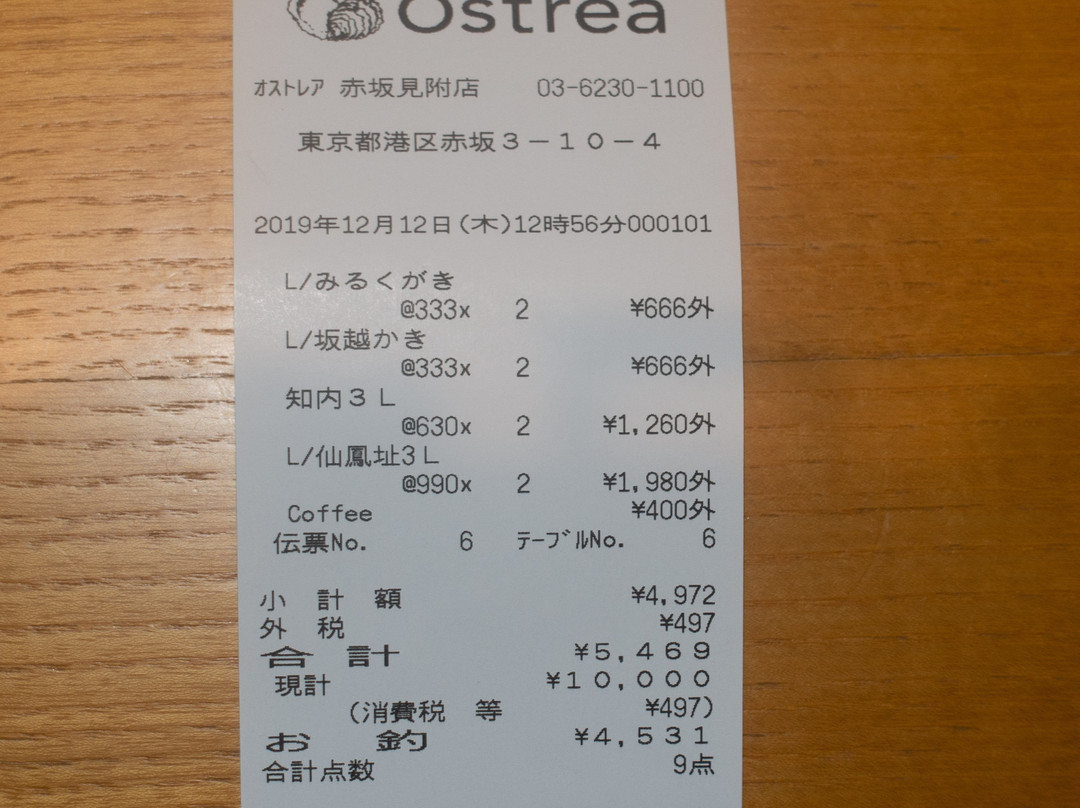 Ostrea
オストレア 赤坂見附店 03-6230-1100
東京都港区赤坂3-10-4
2019年12月12日(木)12時56分000101
L/みるくがき
@333x 2 ¥666外
L/坂越かき
@333x 2 ¥666外
知内3L
@630x 2 ¥1,260外
L/仙鳳址3L
@990x 2 ¥1,980外
Coffee ¥400外
伝票No. 6 テーブルNo. 6
小計額 ¥4,972
外税 ¥497
合計 ¥5,469
現計 ¥10,000
(消費税 等 ¥497)
お釣 ¥4,531
合計点数 9点